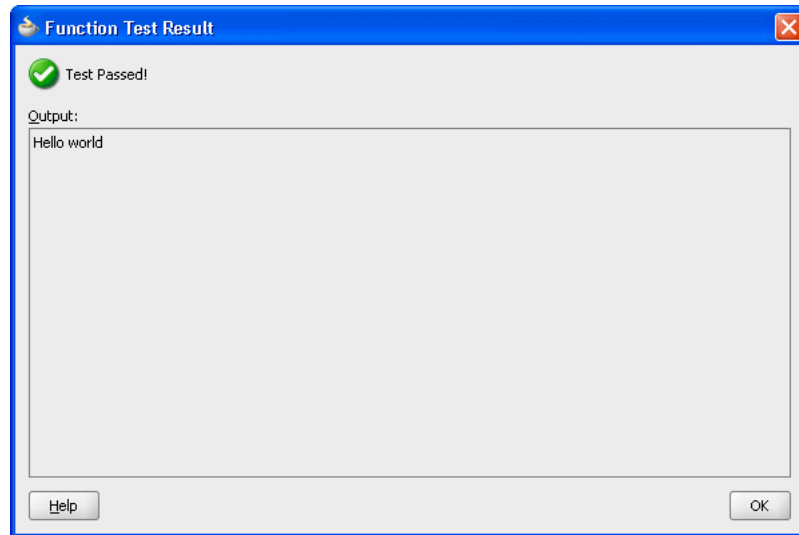 Function Test Result
Test Passed!
Output:
Hello world
Help
OK